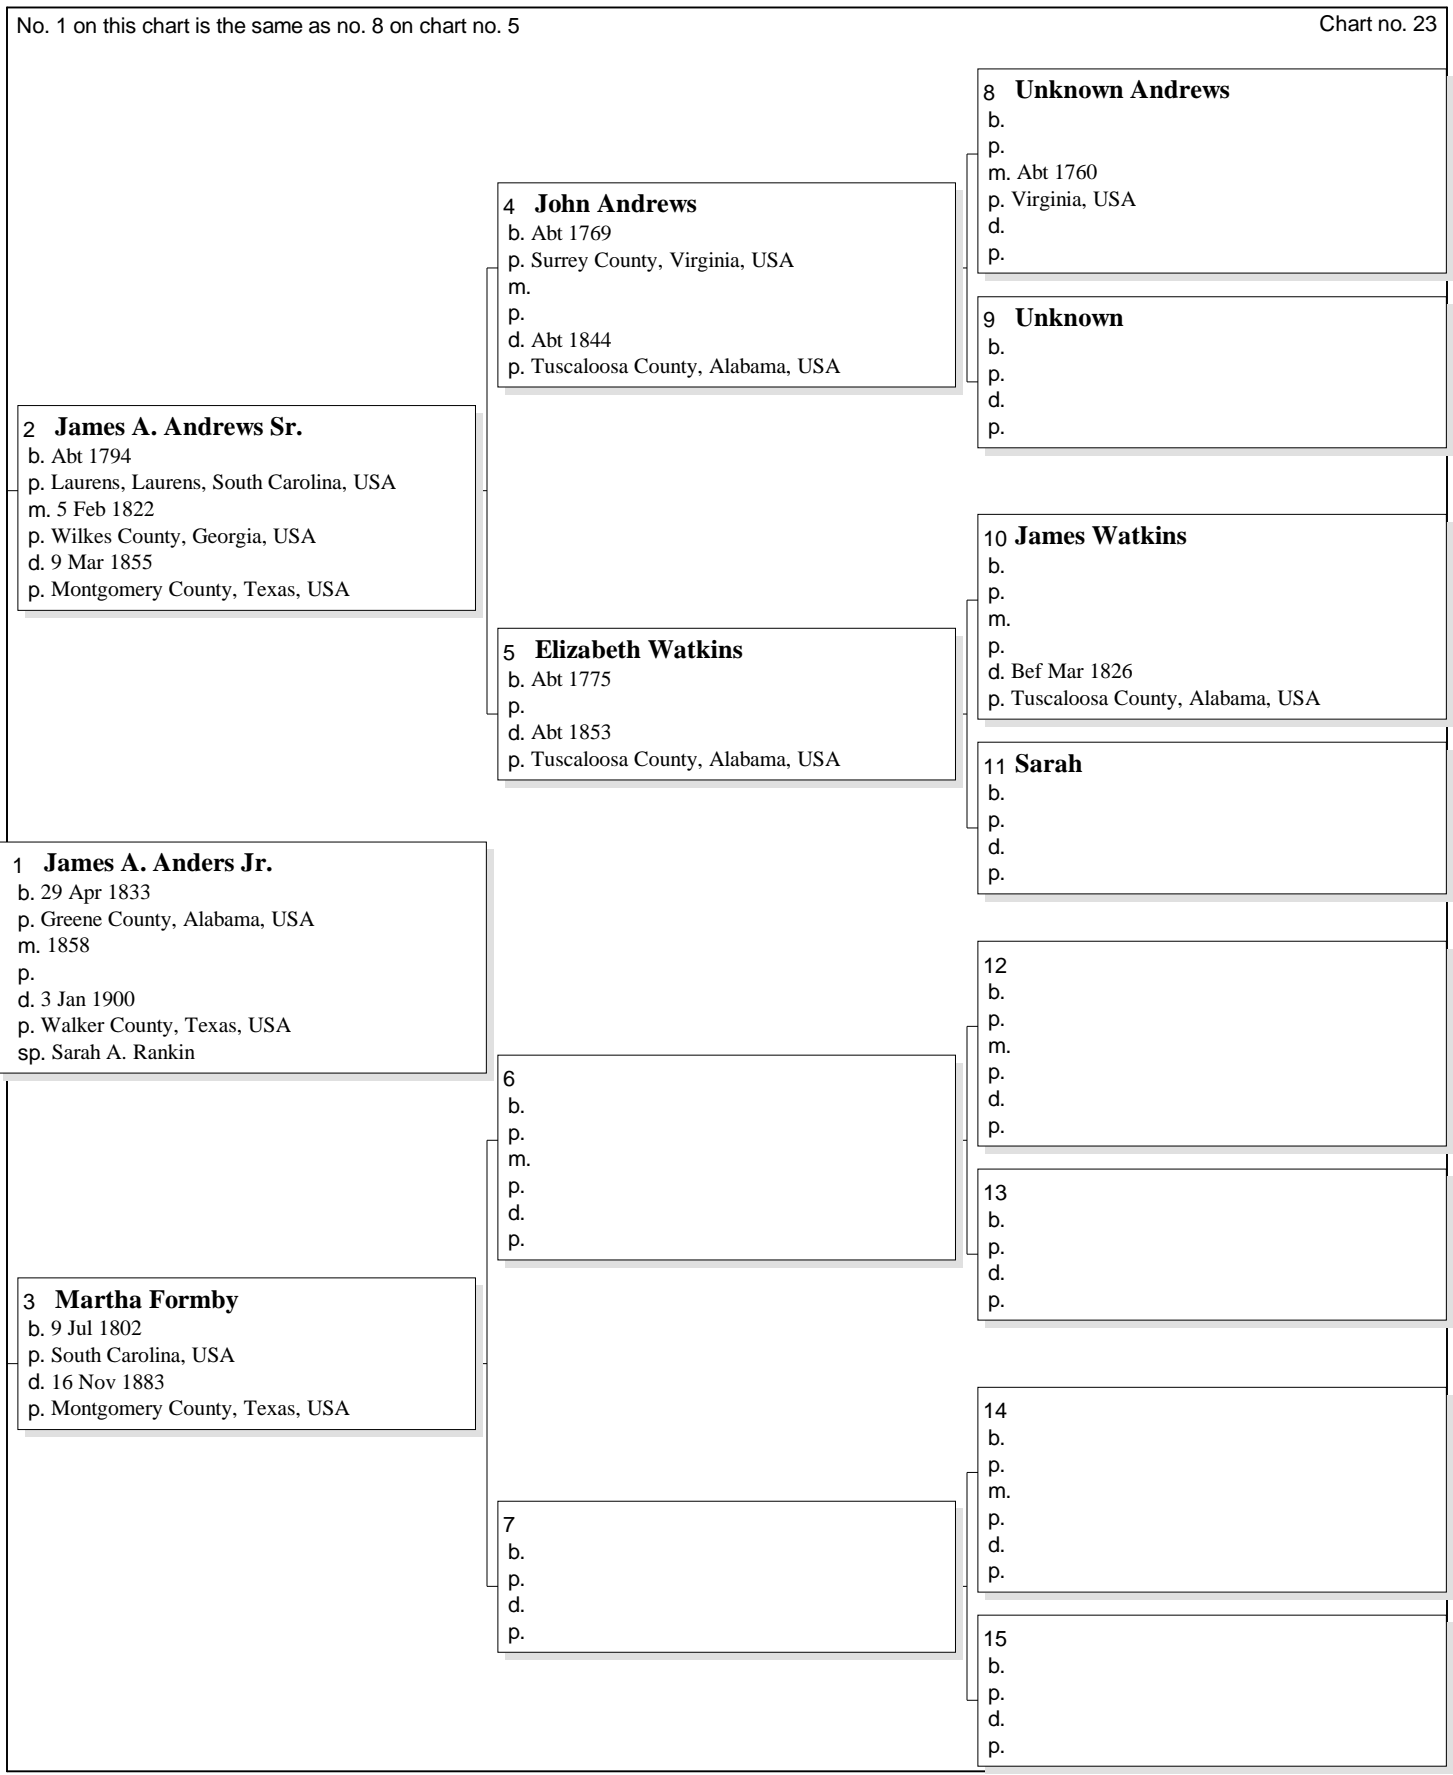 No. 1 on this chart is the same as no. 8 on chart no. 5
Chart no. 23
8 Unknown Andrews
b.
p.
m. Abt 1760
p. Virginia, USA
d.
p.
4 John Andrews
b. Abt 1769
p. Surrey County, Virginia, USA
m.
p.
d. Abt 1844
p. Tuscaloosa County, Alabama, USA
9 Unknown
b.
p.
d.
p.
2 James A. Andrews Sr.
b. Abt 1794
p. Laurens, Laurens, South Carolina, USA
m. 5 Feb 1822
p. Wilkes County, Georgia, USA
d. 9 Mar 1855
p. Montgomery County, Texas, USA
10 James Watkins
b.
p.
m.
p.
d. Bef Mar 1826
p. Tuscaloosa County, Alabama, USA
5 Elizabeth Watkins
b. Abt 1775
p.
d. Abt 1853
p. Tuscaloosa County, Alabama, USA
11 Sarah
b.
p.
d.
p.
1 James A. Anders Jr.
b. 29 Apr 1833
p. Greene County, Alabama, USA
m. 1858
p.
d. 3 Jan 1900
p. Walker County, Texas, USA
sp. Sarah A. Rankin
12
b.
p.
m.
p.
d.
p.
6
b.
p.
m.
p.
d.
p.
13
b.
p.
d.
p.
3 Martha Formby
b. 9 Jul 1802
p. South Carolina, USA
d. 16 Nov 1883
p. Montgomery County, Texas, USA
14
b.
p.
m.
p.
d.
p.
7
b.
p.
d.
p.
15
b.
p.
d.
p.